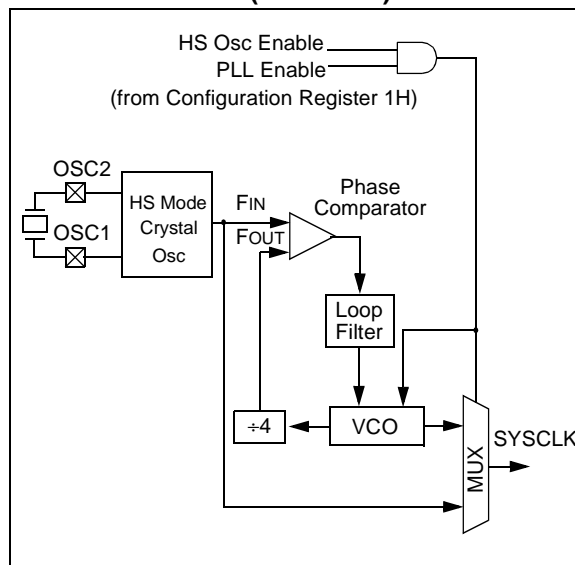 HS Osc Enable
PLL Enable
(from Configuration Register 1H)
OSC2
OSC1
HS Mode
Crystal
Osc
FIN
FOUT
Phase
Comparator
Loop
Filter
÷4
VCO
MUX
SYSCLK